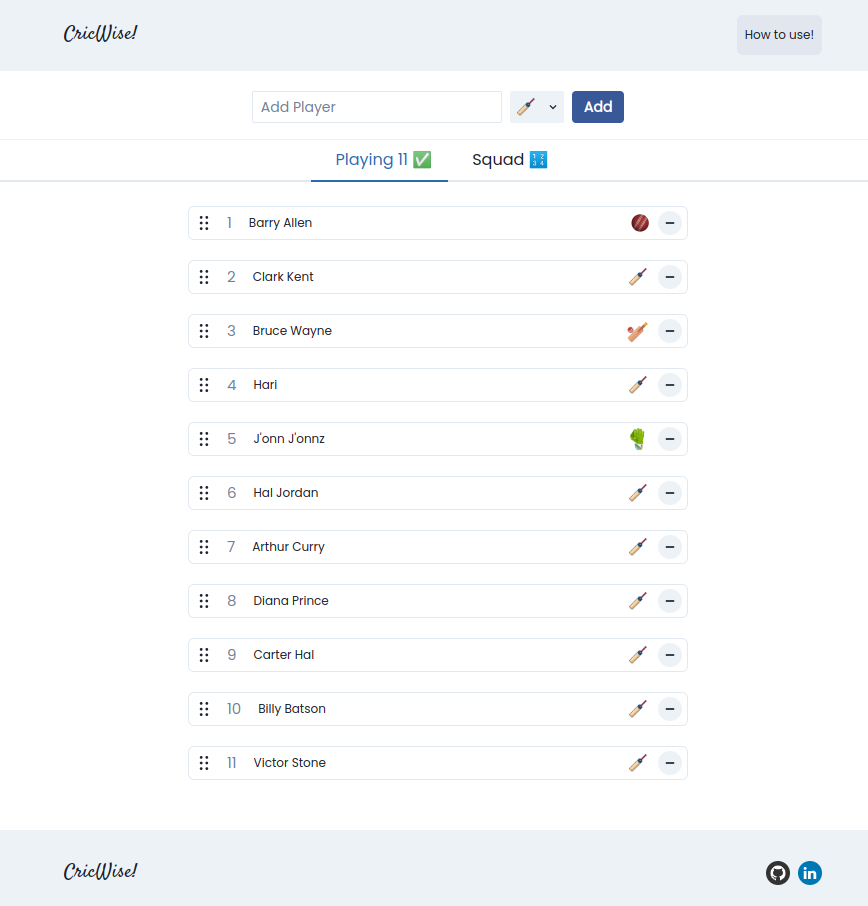 CricWise!
How to use!
Add Player
Add
Playing 11 ✅
Squad 🔢
1 Barry Allen
2 Clark Kent
3 Bruce Wayne
4 Hari
5 J'onn J'onnz
6 Hal Jordan
7 Arthur Curry
8 Diana Prince
9 Carter Hal
10 Billy Batson
11 Victor Stone
CricWise!
in